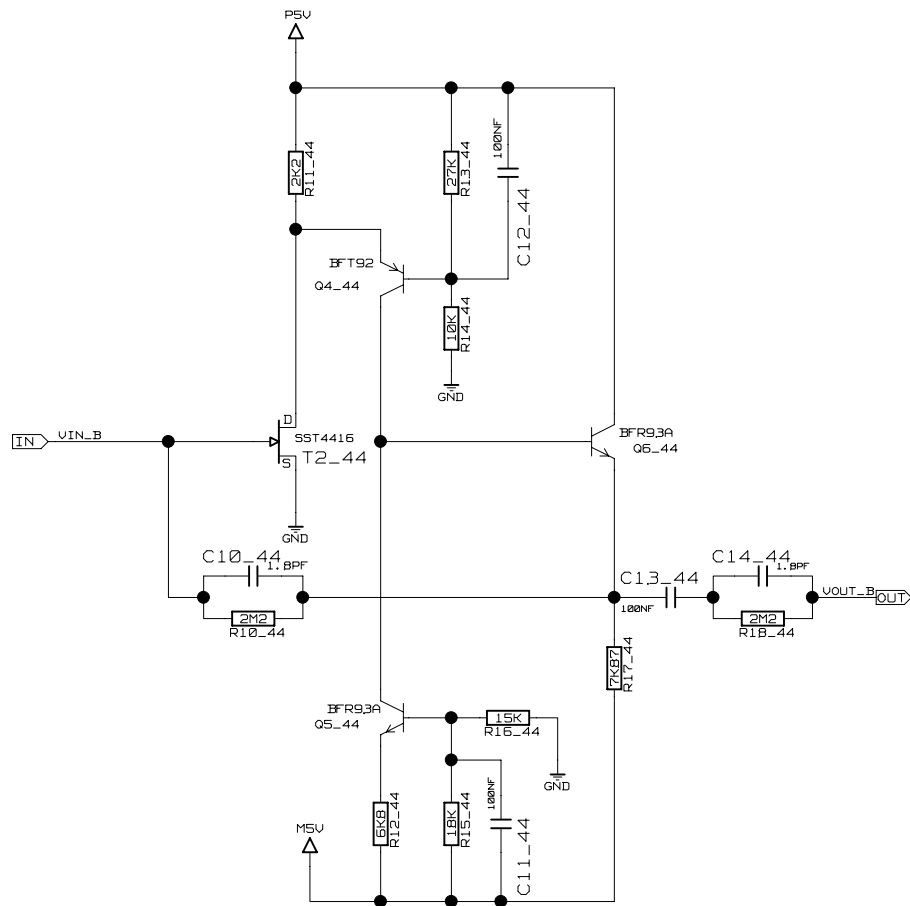 P5V
100NF
2K2
R11_44
27K
R13_44
C12_44
BFT92
Q4_44
10K
R14_44
GND
D
IN
VIN_B
SST4416
BFR93A
S
T2_44
Q6_44
GND
C10_44
1.8PF
C14_44
1.8PF
C13_44
VOUT_B
OUT
100NF
2M2
2M2
R10_44
R18_44
7K87
R17_44
BFR93A
Q5_44
15K
R16_44
GND
100NF
M5V
6K8
R12_44
18K
R15_44
C11_44